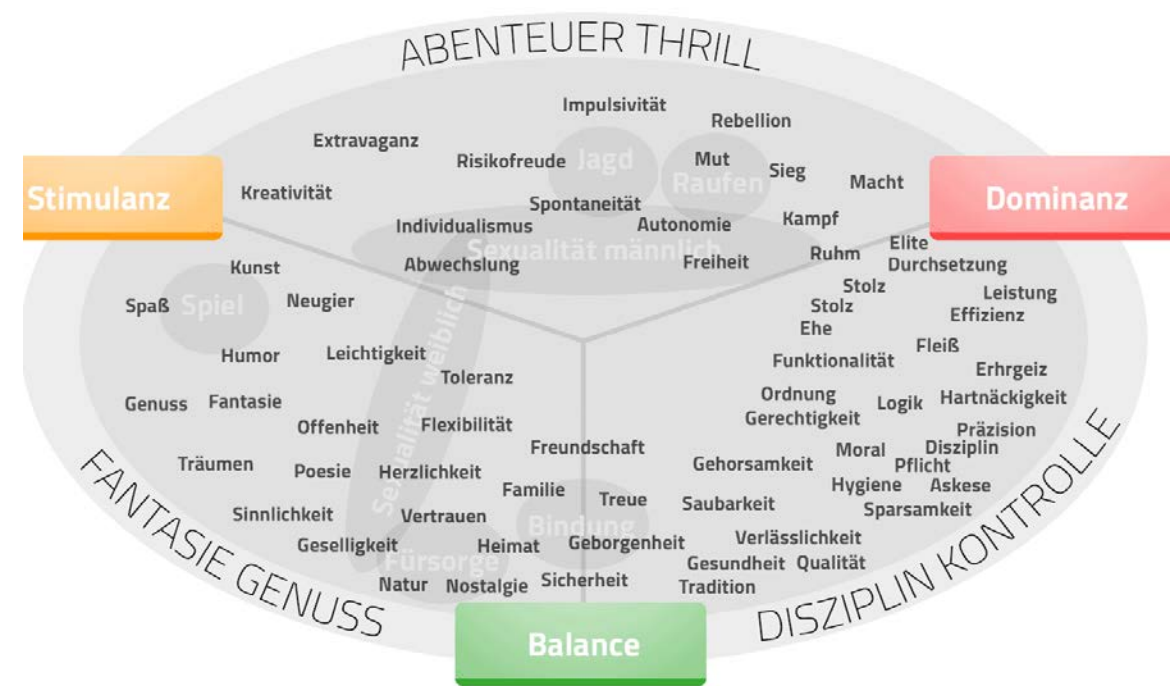 ABENTEUER THRILL
Impulsivität
Rebellion
Extravaganz
Risikofreude
Jagd
Mut
Raufen
Sieg
Macht
Stimulanz
Kreativität
Dominanz
Spontaneität
Individualismus
Autonomie
Kampf
Sexualität männlich
Abwechslung
Freiheit
Ruhm
Elite
Durchsetzung
Kunst
Spaß
Spiel
Neugier
Stolz
Leistung
Stolz
Effizienz
Ehe
Humor
Leichtigkeit
Sexualität weiblich
Toleranz
Funktionalität
Fleiß
Erhrgeiz
Genuss
Fantasie
Offenheit
Flexibilität
Ordnung
Gerechtigkeit
Logik
Hartnäckigkeit
Präzision
Träumen
Poesie
Herzlichkeit
Freundschaft
Moral
Disziplin
Gehorsamkeit
Pflicht
Familie
Treue
Hygiene
Askese
Sinnlichkeit
Vertrauen
Bindung
Saubarkeit
Sparsamkeit
Geselligkeit
Fürsorge
Heimat
Geborgenheit
Verlässlichkeit
Gesundheit
Qualität
Natur
Nostalgie
Sicherheit
Tradition
FANTASIE GENUSS
DISZIPLIN KONTROLLE
Balance